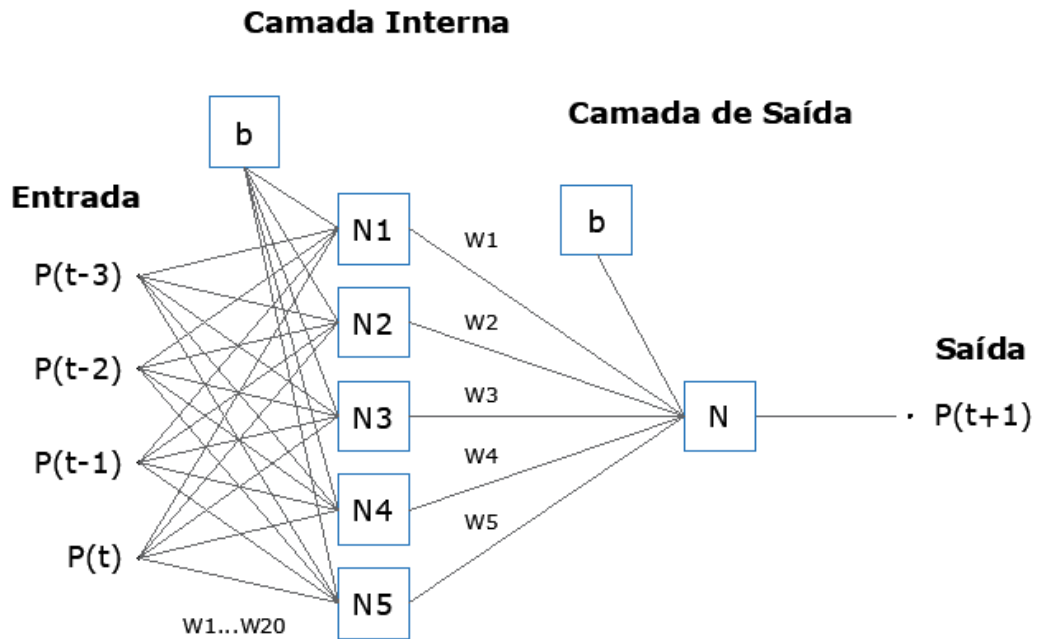 Camada Interna
Camada de Saída
b
Entrada
b
N1
W1
P(t-3)
N2
W2
P(t-2)
Saída
N3
W3
N
P(t+1)
P(t-1)
W4
N4
W5
P(t)
N5
W1...W20